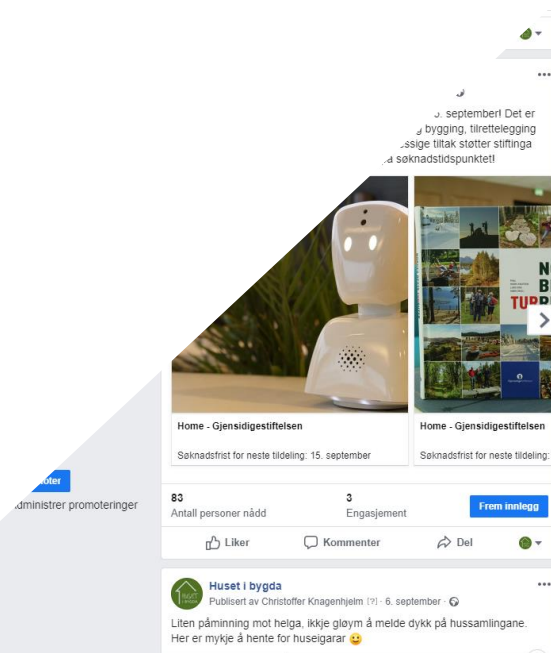 september! Det er
bygging, tilrettelegging
tiltak støtter stiftinga
søknadstidspunktet!
TUR
Home - Gjensidigestiftelsen
Home - Gjensidigestiftelsen
Søknadsfrist for neste tildeling: 15. september
Søknadsfrist for neste tildeling:
promoteringer
83
3
Antall personer nådd
Engasjement
Frem innlegg
Liker
Kommenter
Del
Huset i bygda
Publisert av Christoffer Knagenhjelm [?] · 6. september ·
Liten påminning mot helga, ikkje gløym å melde dykk på hussamlingane.
Her er mykje å hente for huseigarar 😀